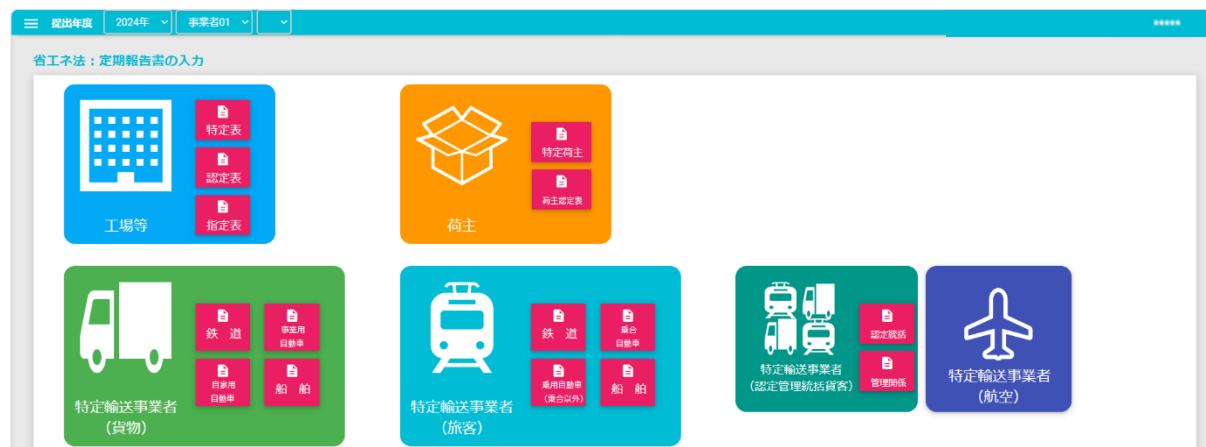 提出年度 2024年 事業者01 *****
省エネ法：定期報告書の入力
特定表
認定表
指定表
工場等
特定荷主
荷主認定表
荷主
鉄 道
事業用
自動車
自家用
自動車
船 舶
特定輸送事業者
（貨物）
鉄 道
乗合
自動車
乗用自動車
（乗合以外）
船 舶
特定輸送事業者
（旅客）
認定統括
管理関係
特定輸送事業者
（認定管理統括貨客）
特定輸送事業者
（航空）